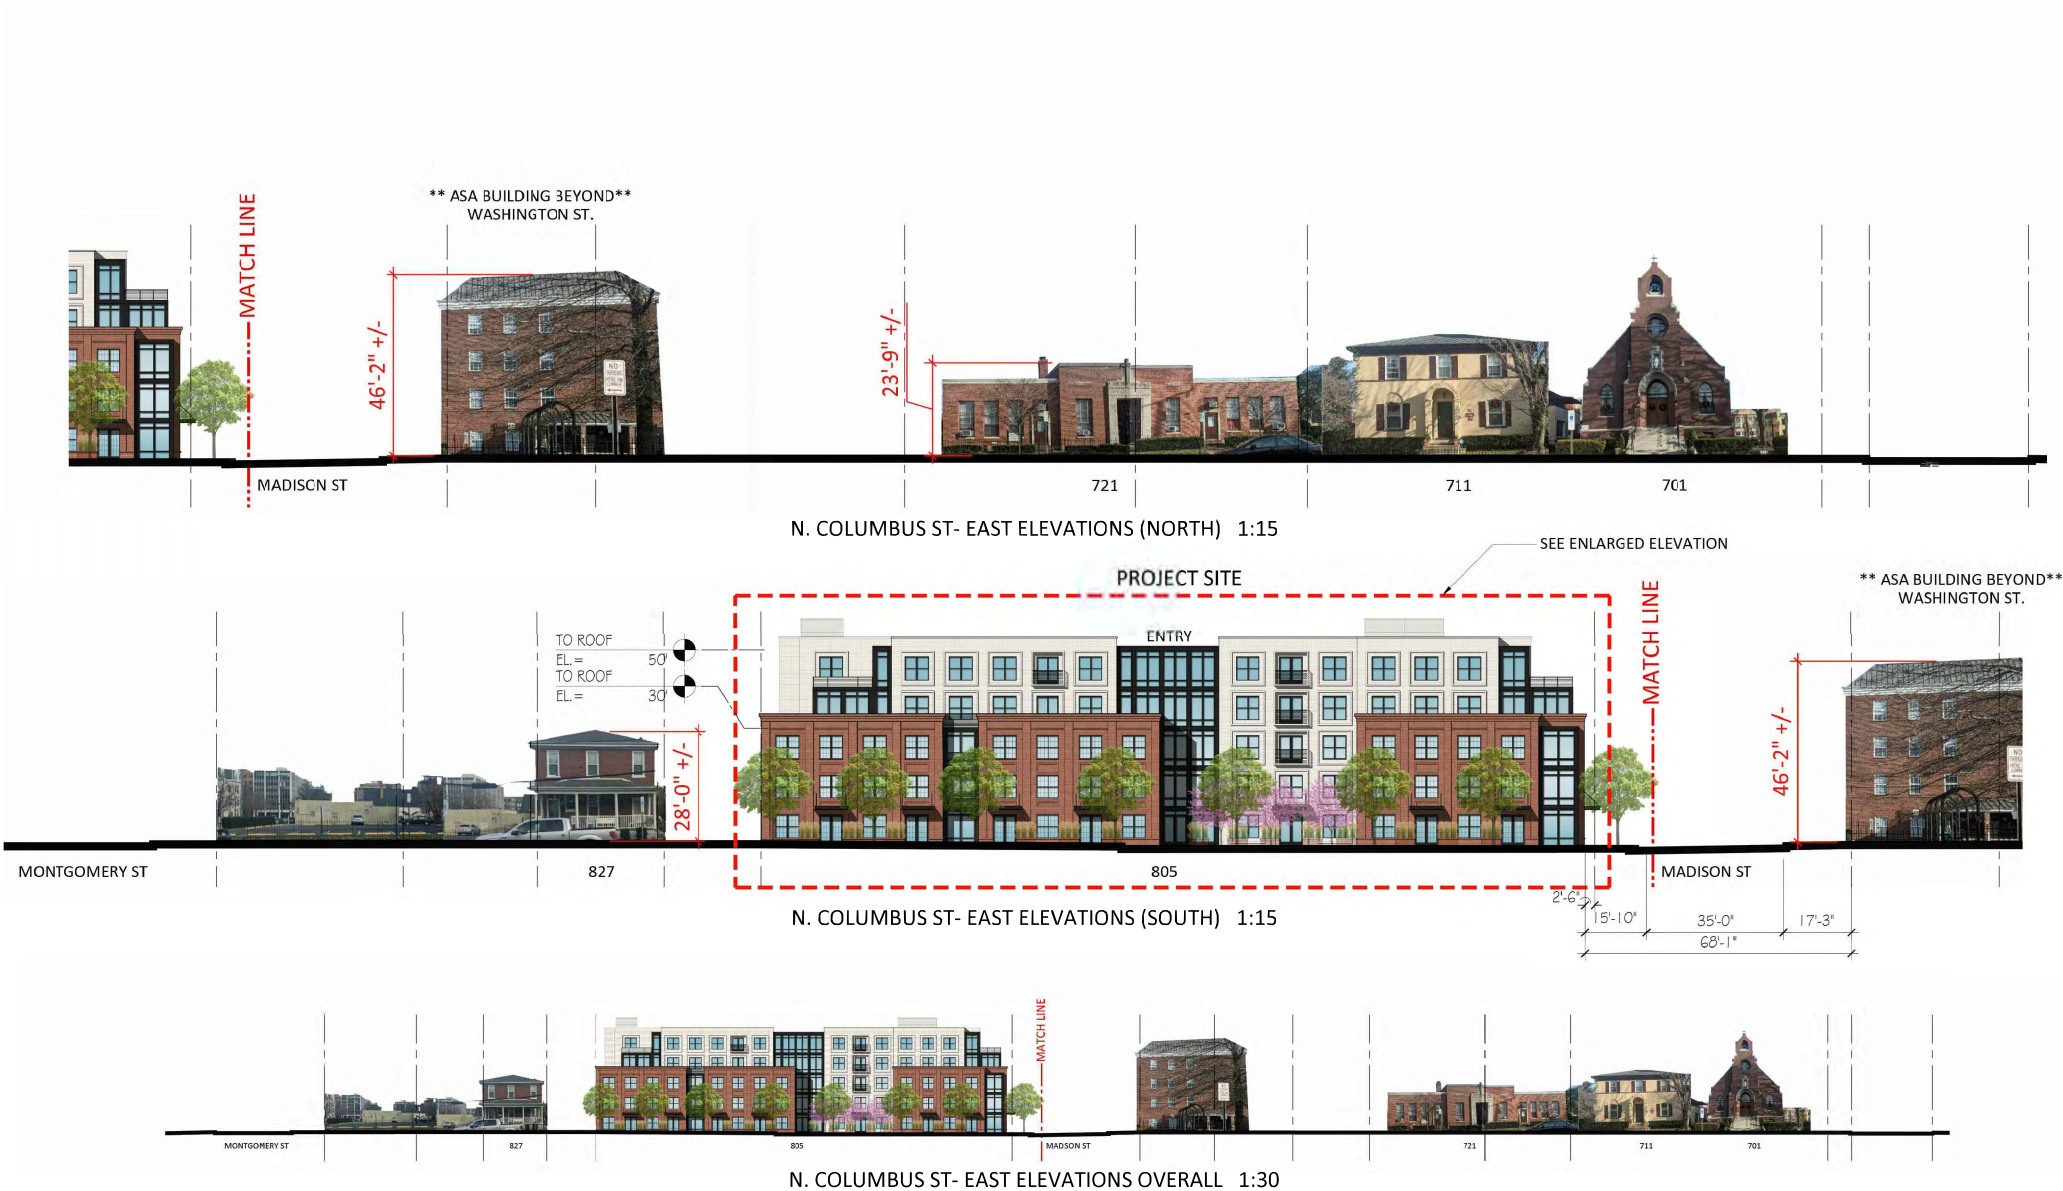 ** ASA BUILDING BEYOND**
WASHINGTON ST.
MATCH LINE
46'-2" +/-
23'-9" +/-
NO
MADISON ST
721
711
701
N. COLUMBUS ST- EAST ELEVATIONS (NORTH) 1:15
SEE ENLARGED ELEVATION
PROJECT SITE
** ASA BUILDING BEYOND**
WASHINGTON ST.
MATCH LINE
ENTRY
TO ROOF
EL.= 50'
TO ROOF
EL.= 30'
28'-0" +/-
46'-2" +/-
NO
MONTGOMERY ST
827
805
MADISON ST
2'-6"
15'-10"
35'-0"
17'-3"
68'-1"
N. COLUMBUS ST- EAST ELEVATIONS (SOUTH) 1:15
MATCH LINE
MONTGOMERY ST
827
805
MADISON ST
721
711
701
N. COLUMBUS ST- EAST ELEVATIONS OVERALL 1:30